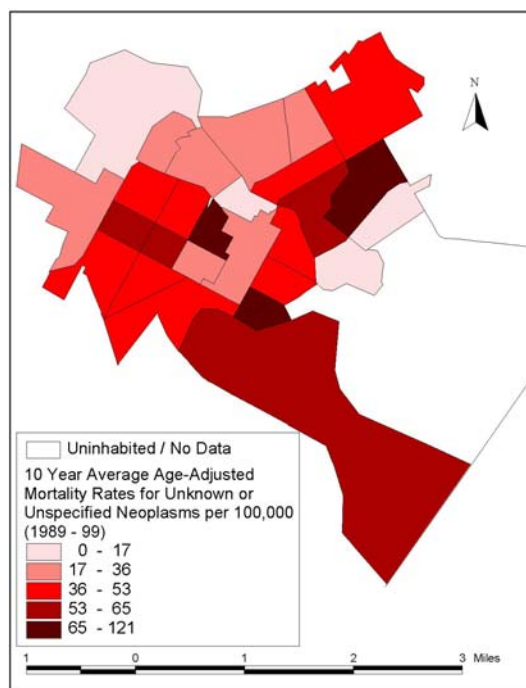 N
Uninhabited / No Data
10 Year Average Age-Adjusted
Mortality Rates for Unknown or
Unspecified Neoplasms per 100,000
(1989 - 99)
0 - 17
17 - 36
36 - 53
53 - 65
65 - 121
1 0 1 2 3 Miles